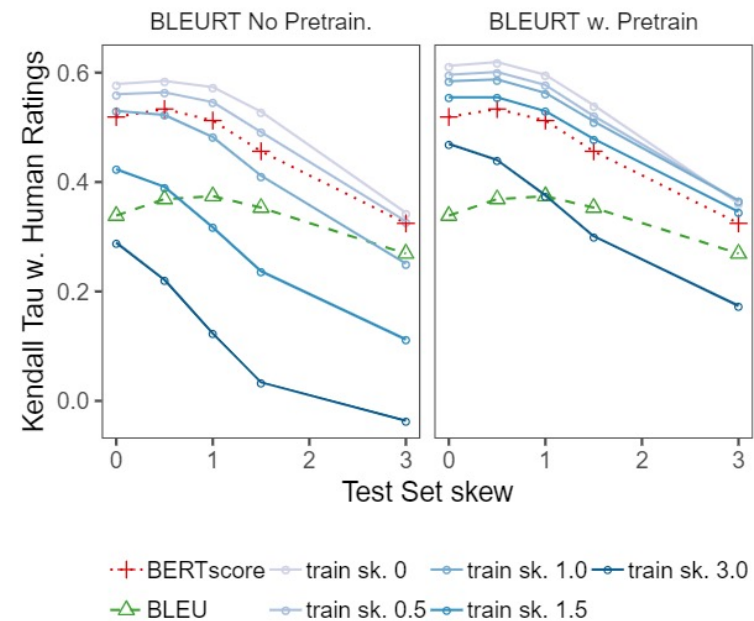 BLEURT No Pretrain. BLEURT w. Pretrain
Kendall Tau w. Human Ratings
0.6
0.4
0.2
0.0
0 1 2 3 0 1 2 3
Test Set skew
BERTscore train sk. 0 train sk. 1.0 train sk. 3.0
BLEU train sk. 0.5 train sk. 1.5